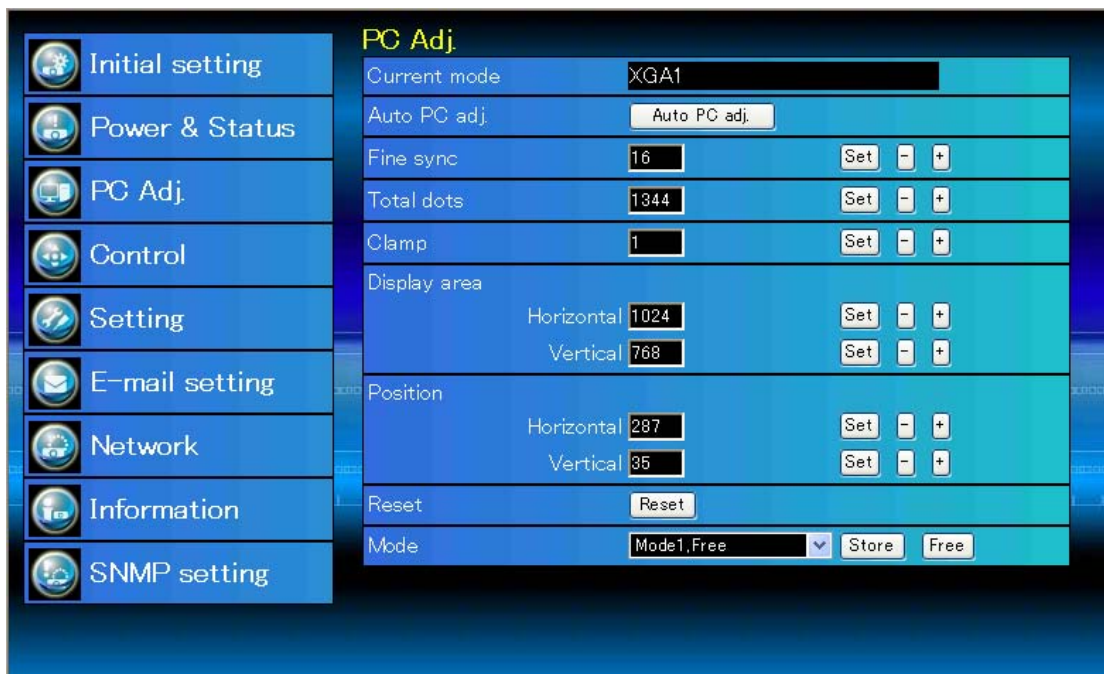 Initial setting
Power & Status
PC Adj.
Control
Setting
E-mail setting
Network
Information
SNMP setting
PC Adj.
Current mode XGA1
Auto PC adj. Auto PC adj.
Fine sync 16 Set - +
Total dots 1344 Set - +
Clamp 1 Set - +
Display area
Horizontal 1024 Set - +
Vertical 768 Set - +
Position
Horizontal 287 Set - +
Vertical 35 Set - +
Reset Reset
Mode Mode1,Free Store Free